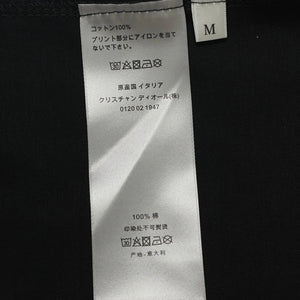 コットン100%
プリント部分にアイロンを当て
ないで下さい
原産国 イタリア
クリスチャン ディオール(株)
0120 02 1947
100% 棉
印染处不可熨烫
产地-意大利
M